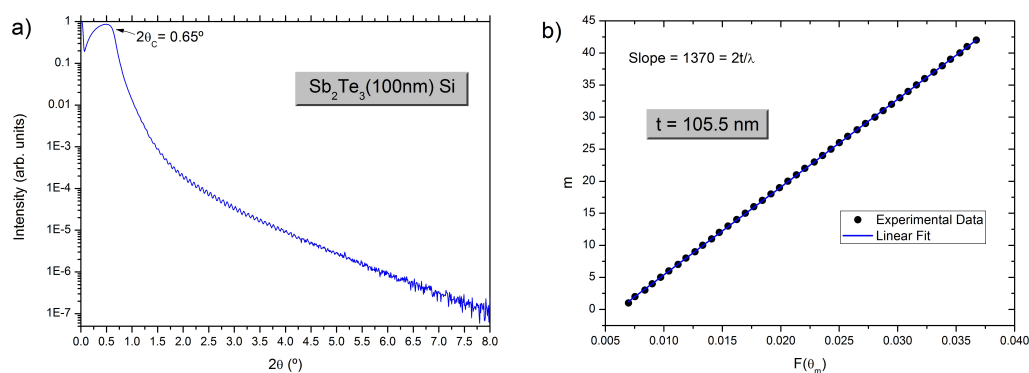 a)
Intensity (arb. units)
1
0.1
0.01
1E-3
1E-4
1E-5
1E-6
1E-7
2θC= 0.65º
Sb2Te3(100nm) Si
0.0 0.5 1.0 1.5 2.0 2.5 3.0 3.5 4.0 4.5 5.0 5.5 6.0 6.5 7.0 7.5 8.0
2θ (º)
b)
m
45
40
35
30
25
20
15
10
5
0
Slope = 1370 = 2t/λ
t = 105.5 nm
Experimental Data
Linear Fit
0.005 0.010 0.015 0.020 0.025 0.030 0.035 0.040
F(θm)